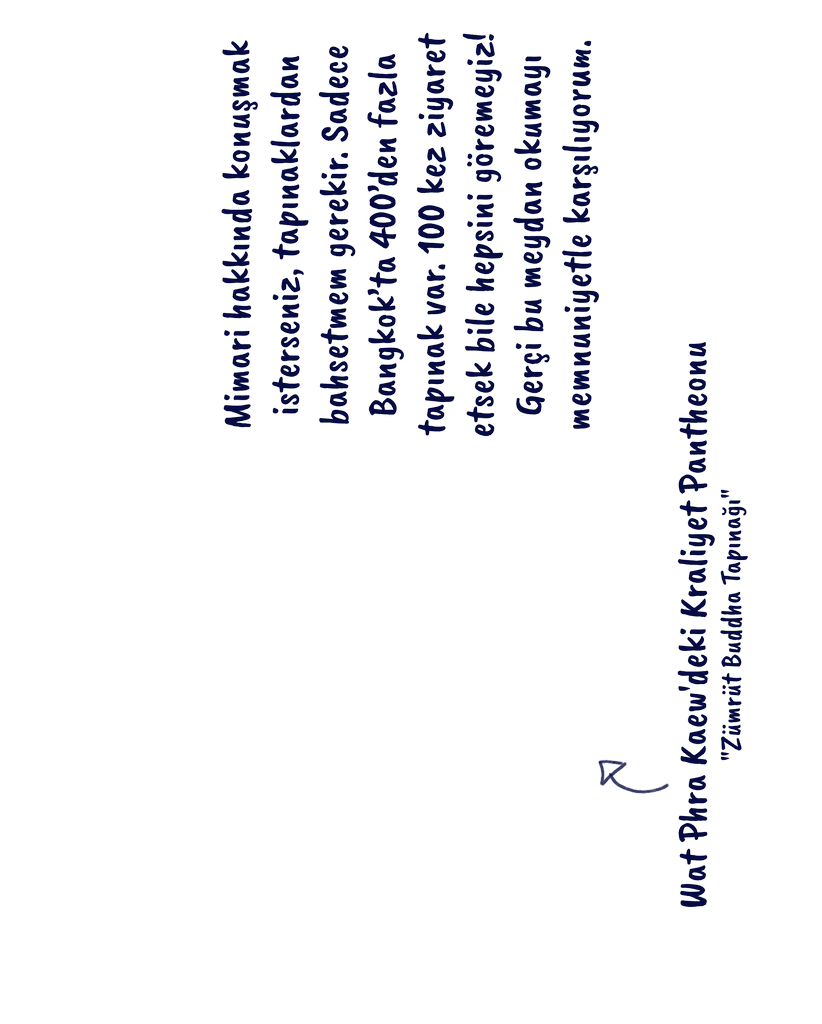 Mimari hakkında konuşmak
isterseniz, tapınaklardan
bahsetmem gerekir. Sadece
Bangkok'ta 400'den fazla
tapınak var. 100 kez ziyaret
etsek bile hepsini göremeyiz!
Gerçi bu meydan okumayı
memnuniyetle karşılıyorum.
Wat Phra Kaew'deki Kraliyet Pantheonu
"Zümrüt Buddha Tapınağı"